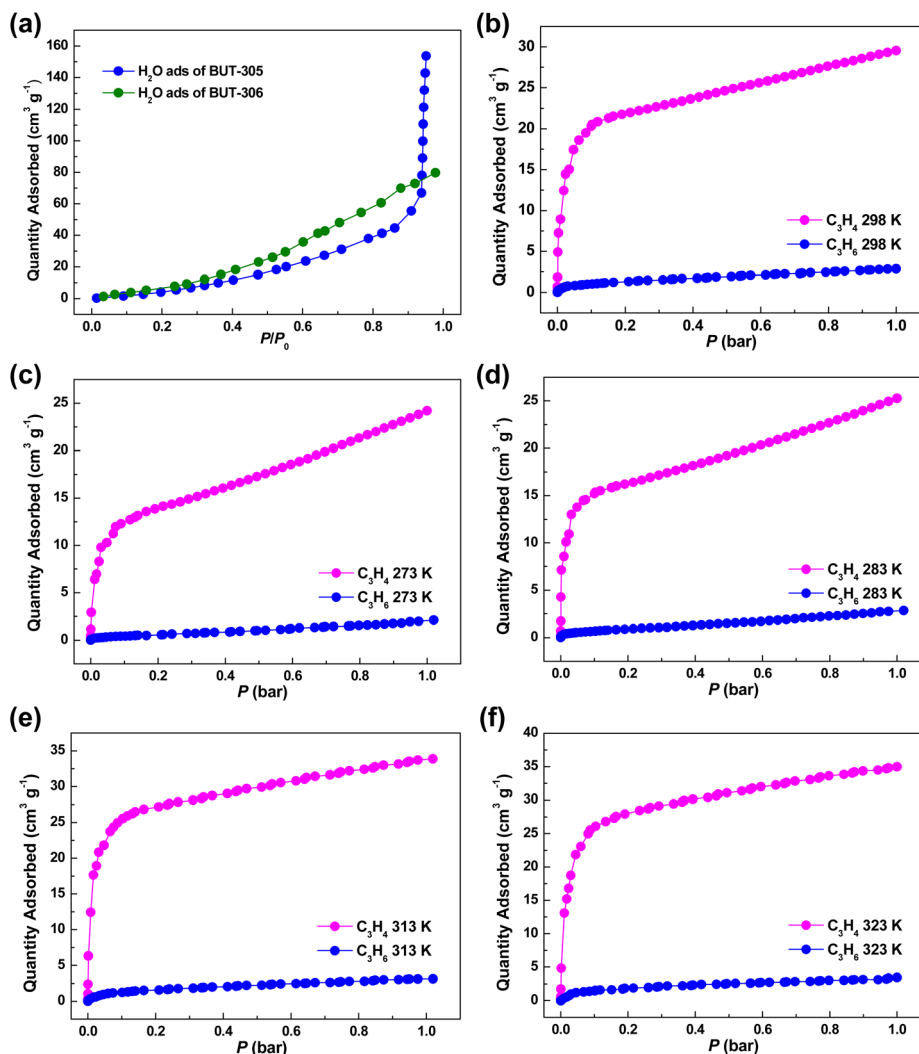 (a)
160
140
120
100
80
60
40
20
0
Quantity Adsorbed (cm³ g⁻¹)
H₂O ads of BUT-305
H₂O ads of BUT-306
0.0 0.2 0.4 0.6 0.8 1.0
P/P₀
(b)
30
25
20
15
10
5
0
Quantity Adsorbed (cm³ g⁻¹)
C₃H₄ 298 K
C₃H₆ 298 K
0.0 0.2 0.4 0.6 0.8 1.0
P (bar)
(c)
25
20
15
10
5
0
Quantity Adsorbed (cm³ g⁻¹)
C₃H₄ 273 K
C₃H₆ 273 K
0.0 0.2 0.4 0.6 0.8 1.0
P (bar)
(d)
25
20
15
10
5
0
Quantity Adsorbed (cm³ g⁻¹)
C₃H₄ 283 K
C₃H₆ 283 K
0.0 0.2 0.4 0.6 0.8 1.0
P (bar)
(e)
35
30
25
20
15
10
5
0
Quantity Adsorbed (cm³ g⁻¹)
C₃H₄ 313 K
C₃H₆ 313 K
0.0 0.2 0.4 0.6 0.8 1.0
P (bar)
(f)
40
35
30
25
20
15
10
5
0
Quantity Adsorbed (cm³ g⁻¹)
C₃H₄ 323 K
C₃H₆ 323 K
0.0 0.2 0.4 0.6 0.8 1.0
P (bar)